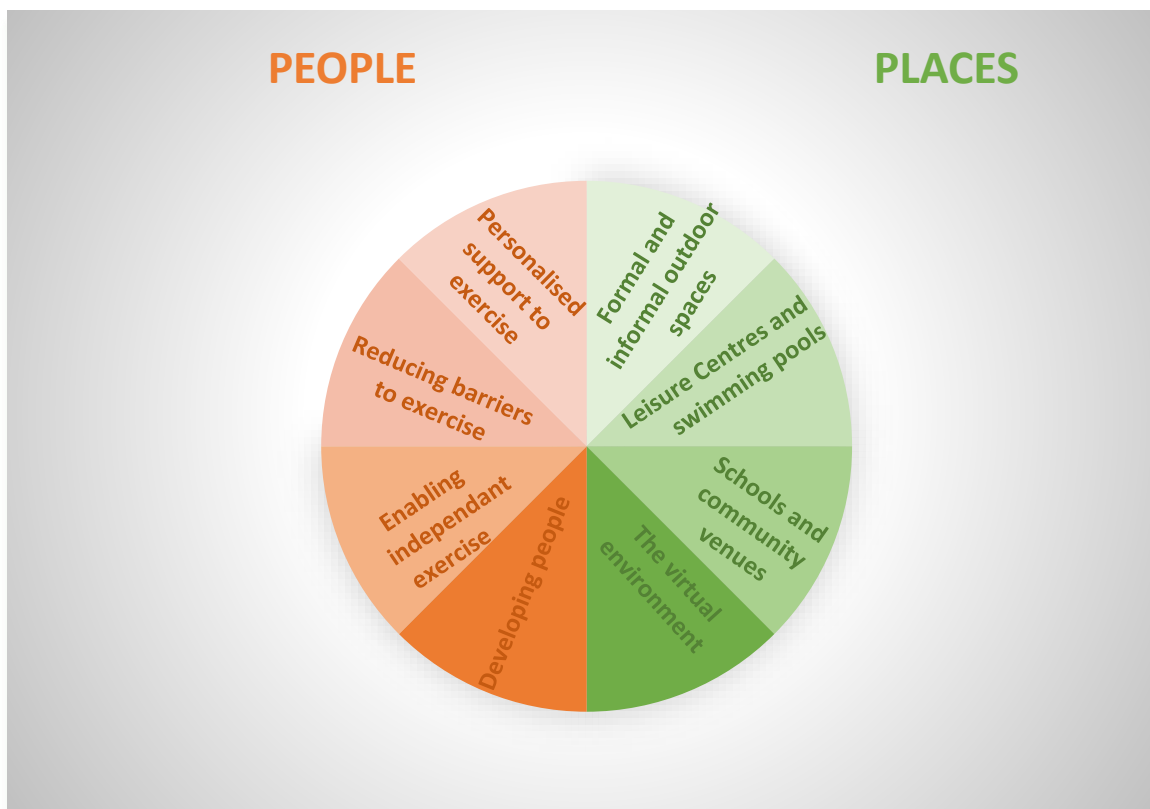 PEOPLE
PLACES
Personalised
support to
exercise
Reducing barriers
to exercise
Enabling
independant
exercise
Developing people
Formal and
informal outdoor
spaces
Leisure Centres and
swimming pools
Schools and
community
venues
The virtual
environment